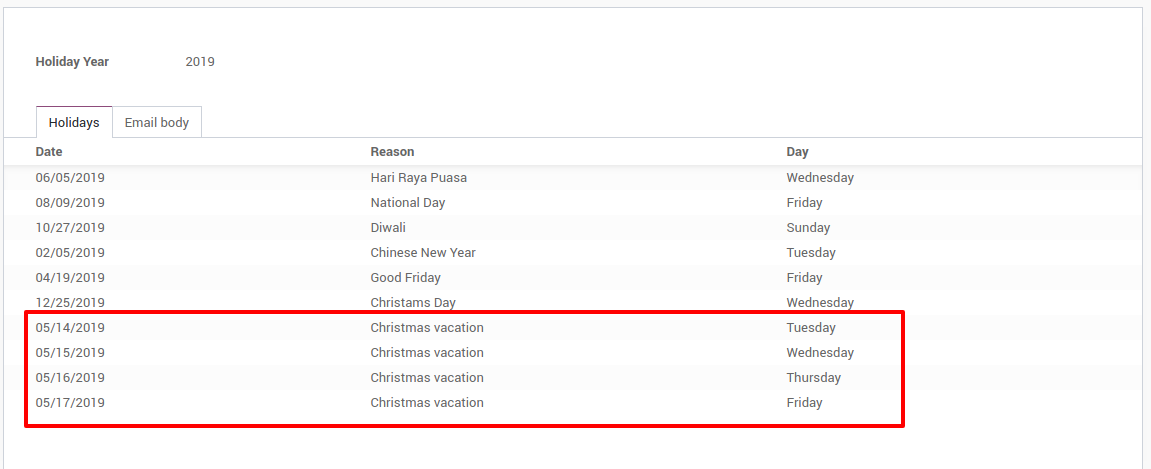 Holiday Year 2019
Holidays Email body
Date Reason Day
06/05/2019 Hari Raya Puasa Wednesday
08/09/2019 National Day Friday
10/27/2019 Diwali Sunday
02/05/2019 Chinese New Year Tuesday
04/19/2019 Good Friday Friday
12/25/2019 Christams Day Wednesday
05/14/2019 Christmas vacation Tuesday
05/15/2019 Christmas vacation Wednesday
05/16/2019 Christmas vacation Thursday
05/17/2019 Christmas vacation Friday